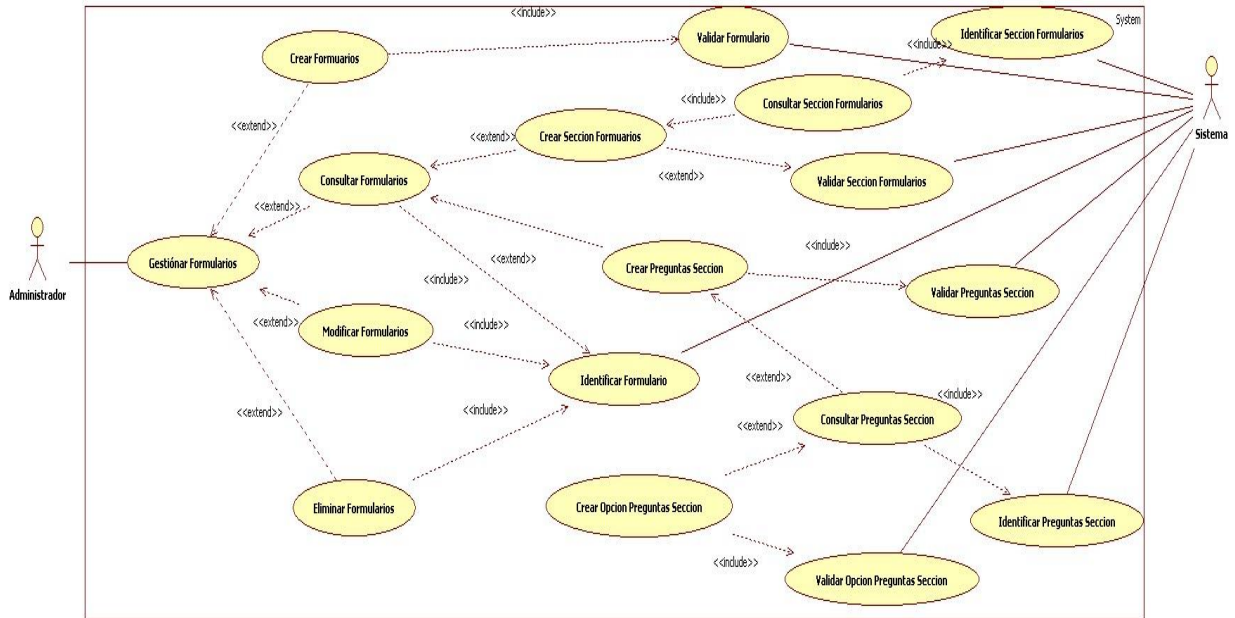 <<include>>
System
Crear Formuarios
Validar Formulario
Identificar Seccion Formularios
<<include>>
Consultar Seccion Formularios
<<include>>
<<extend>>
<<extend>>
Crear Seccion Formuarios
Sistema
Consultar Formularios
<<extend>>
Validar Seccion Formularios
<<extend>>
<<include>>
Gestiónar Formularios
<<extend>>
Crear Preguntas Seccion
<<include>>
Validar Preguntas Seccion
Administrador
<<extend>>
Modificar Formularios
<<include>>
Identificar Formulario
<<extend>>
<<include>>
<<extend>>
<<include>>
Consultar Preguntas Seccion
<<extend>>
Eliminar Formularios
Crear Opcion Preguntas Seccion
Identificar Preguntas Seccion
<<include>>
Validar Opcion Preguntas Seccion